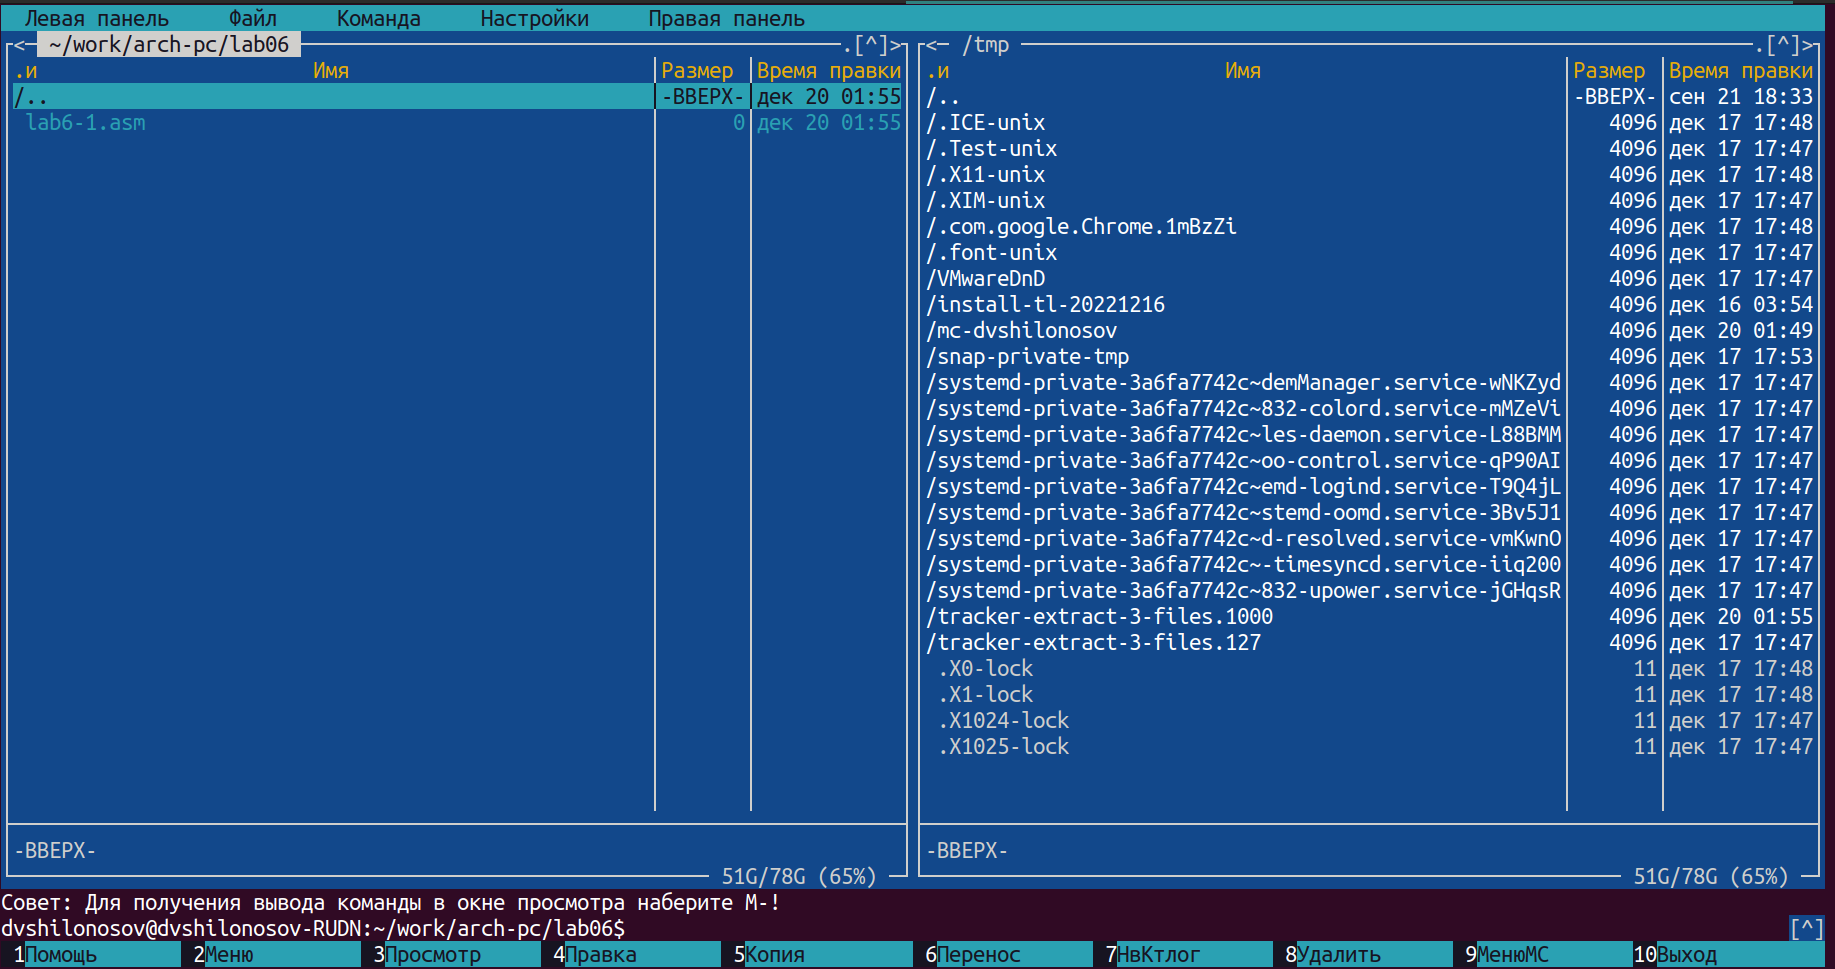 Левая панель Файл Команда Настройки Правая панель
<─ ~/work/arch-pc/lab06 .[^]>
.и Имя Размер Время правки
/.. -ВВЕРХ- дек 20 01:55
lab6-1.asm 0 дек 20 01:55
-ВВЕРХ-
51G/78G (65%)
<─ /tmp .[^]>
.и Имя Размер Время правки
/.. -ВВЕРХ- сен 21 18:33
/.ICE-unix 4096 дек 17 17:48
/.Test-unix 4096 дек 17 17:47
/.X11-unix 4096 дек 17 17:48
/.XIM-unix 4096 дек 17 17:47
/.com.google.Chrome.1mBzZi 4096 дек 17 17:48
/.font-unix 4096 дек 17 17:47
/VMwareDnD 4096 дек 17 17:47
/install-tl-20221216 4096 дек 16 03:54
/mc-dvshilonosov 4096 дек 20 01:49
/snap-private-tmp 4096 дек 17 17:53
/systemd-private-3a6fa7742c~demManager.service-wNKZyd 4096 дек 17 17:47
/systemd-private-3a6fa7742c~832-colord.service-mMZeVi 4096 дек 17 17:47
/systemd-private-3a6fa7742c~les-daemon.service-L88BMM 4096 дек 17 17:47
/systemd-private-3a6fa7742c~oo-control.service-qP90AI 4096 дек 17 17:47
/systemd-private-3a6fa7742c~emd-logind.service-T9Q4jL 4096 дек 17 17:47
/systemd-private-3a6fa7742c~stemd-oomd.service-3Bv5J1 4096 дек 17 17:47
/systemd-private-3a6fa7742c~d-resolved.service-vmKwnO 4096 дек 17 17:47
/systemd-private-3a6fa7742c~-timesyncd.service-iiq200 4096 дек 17 17:47
/systemd-private-3a6fa7742c~832-upower.service-jGHqsR 4096 дек 17 17:47
/tracker-extract-3-files.1000 4096 дек 20 01:55
/tracker-extract-3-files.127 4096 дек 17 17:47
.X0-lock 11 дек 17 17:48
.X1-lock 11 дек 17 17:48
.X1024-lock 11 дек 17 17:47
.X1025-lock 11 дек 17 17:47
-ВВЕРХ-
51G/78G (65%)
Совет: Для получения вывода команды в окне просмотра наберите M-!
dvshilonosov@dvshilonosov-RUDN:~/work/arch-pc/lab06$ [^]
1Помощь 2Меню 3Просмотр 4Правка 5Копия 6Перенос 7НвКтлог 8Удалить 9МенюMC 10Выход